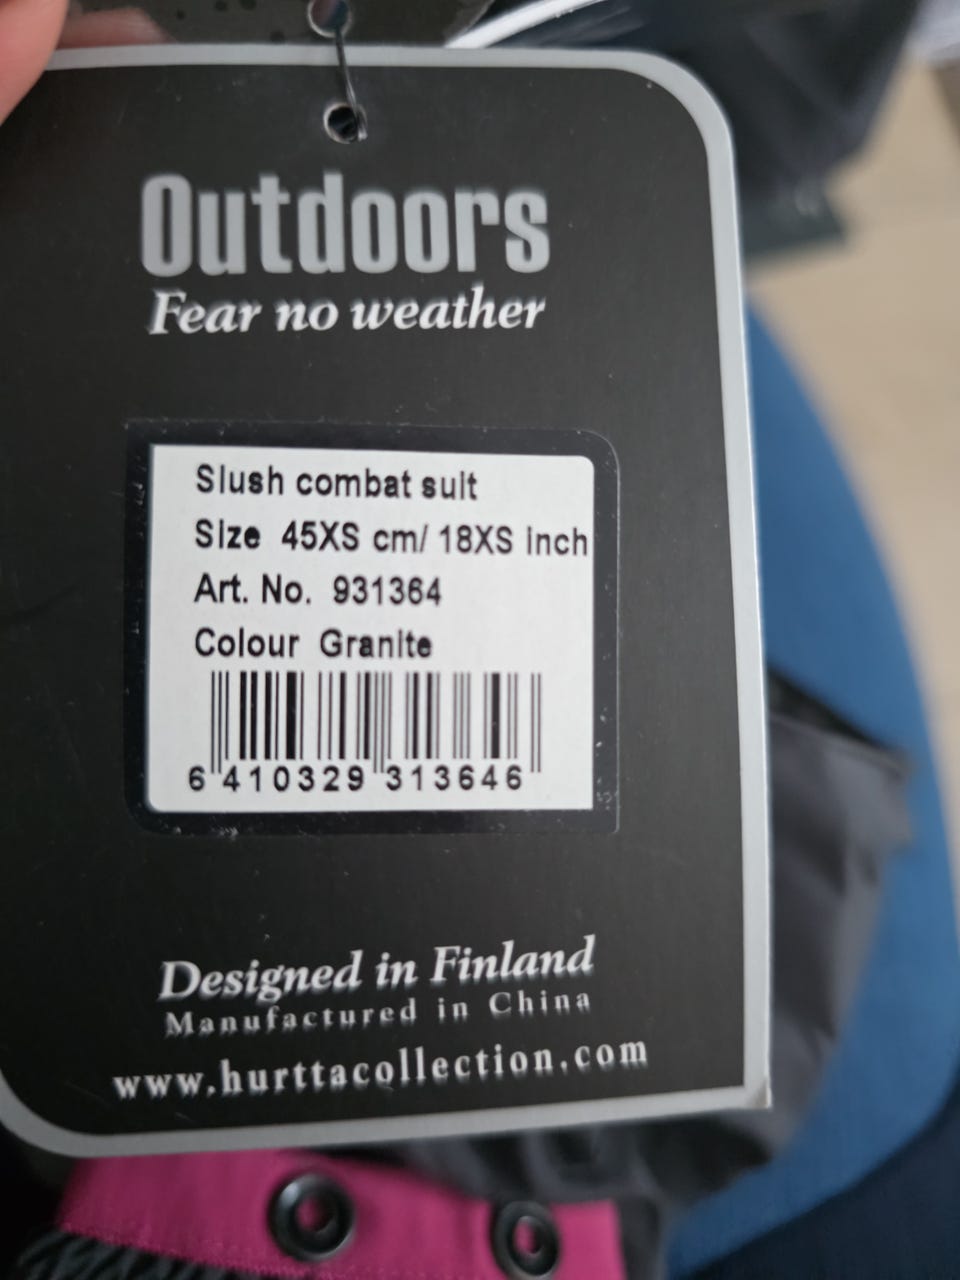 Outdoors
Fear no weather
Slush combat suit
Size 45XS cm/ 18XS inch
Art. No. 931364
Colour Granite
6 410329 313646
Designed in Finland
Manufactured in China
www.hurttacollection.com